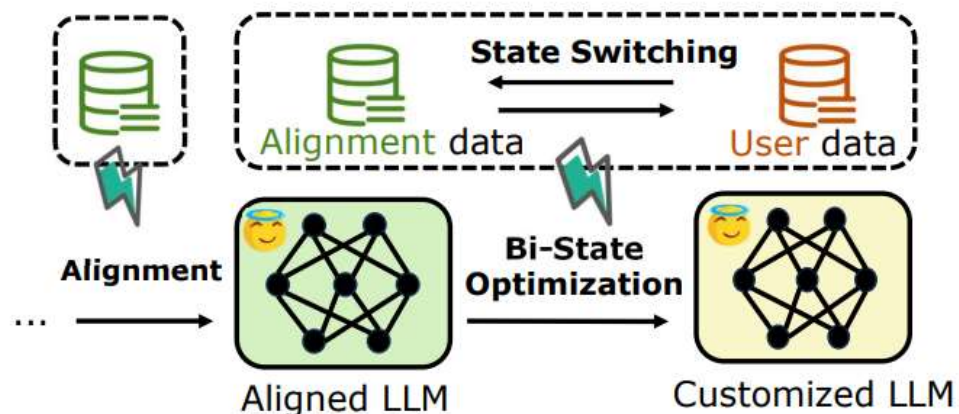 State Switching
Alignment data
User data
Alignment
Bi-State
Optimization
...
Aligned LLM
Customized LLM